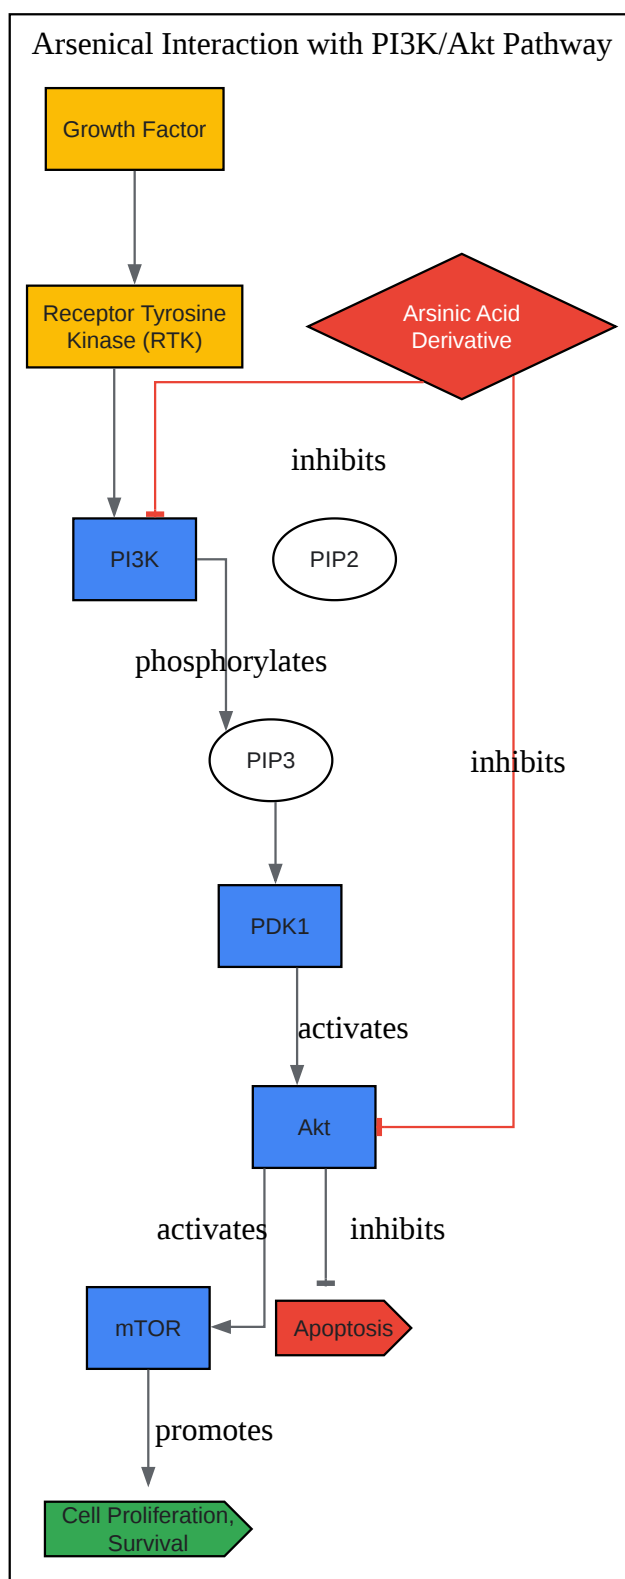 Arsenical Interaction with PI3K/Akt Pathway
Growth Factor
Receptor Tyrosine
Kinase (RTK)
Arsinic Acid
Derivative
inhibits
PI3K
PIP2
phosphorylates
PIP3
inhibits
PDK1
activates
Akt
activates
inhibits
mTOR
Apoptosis
promotes
Cell Proliferation,
Survival